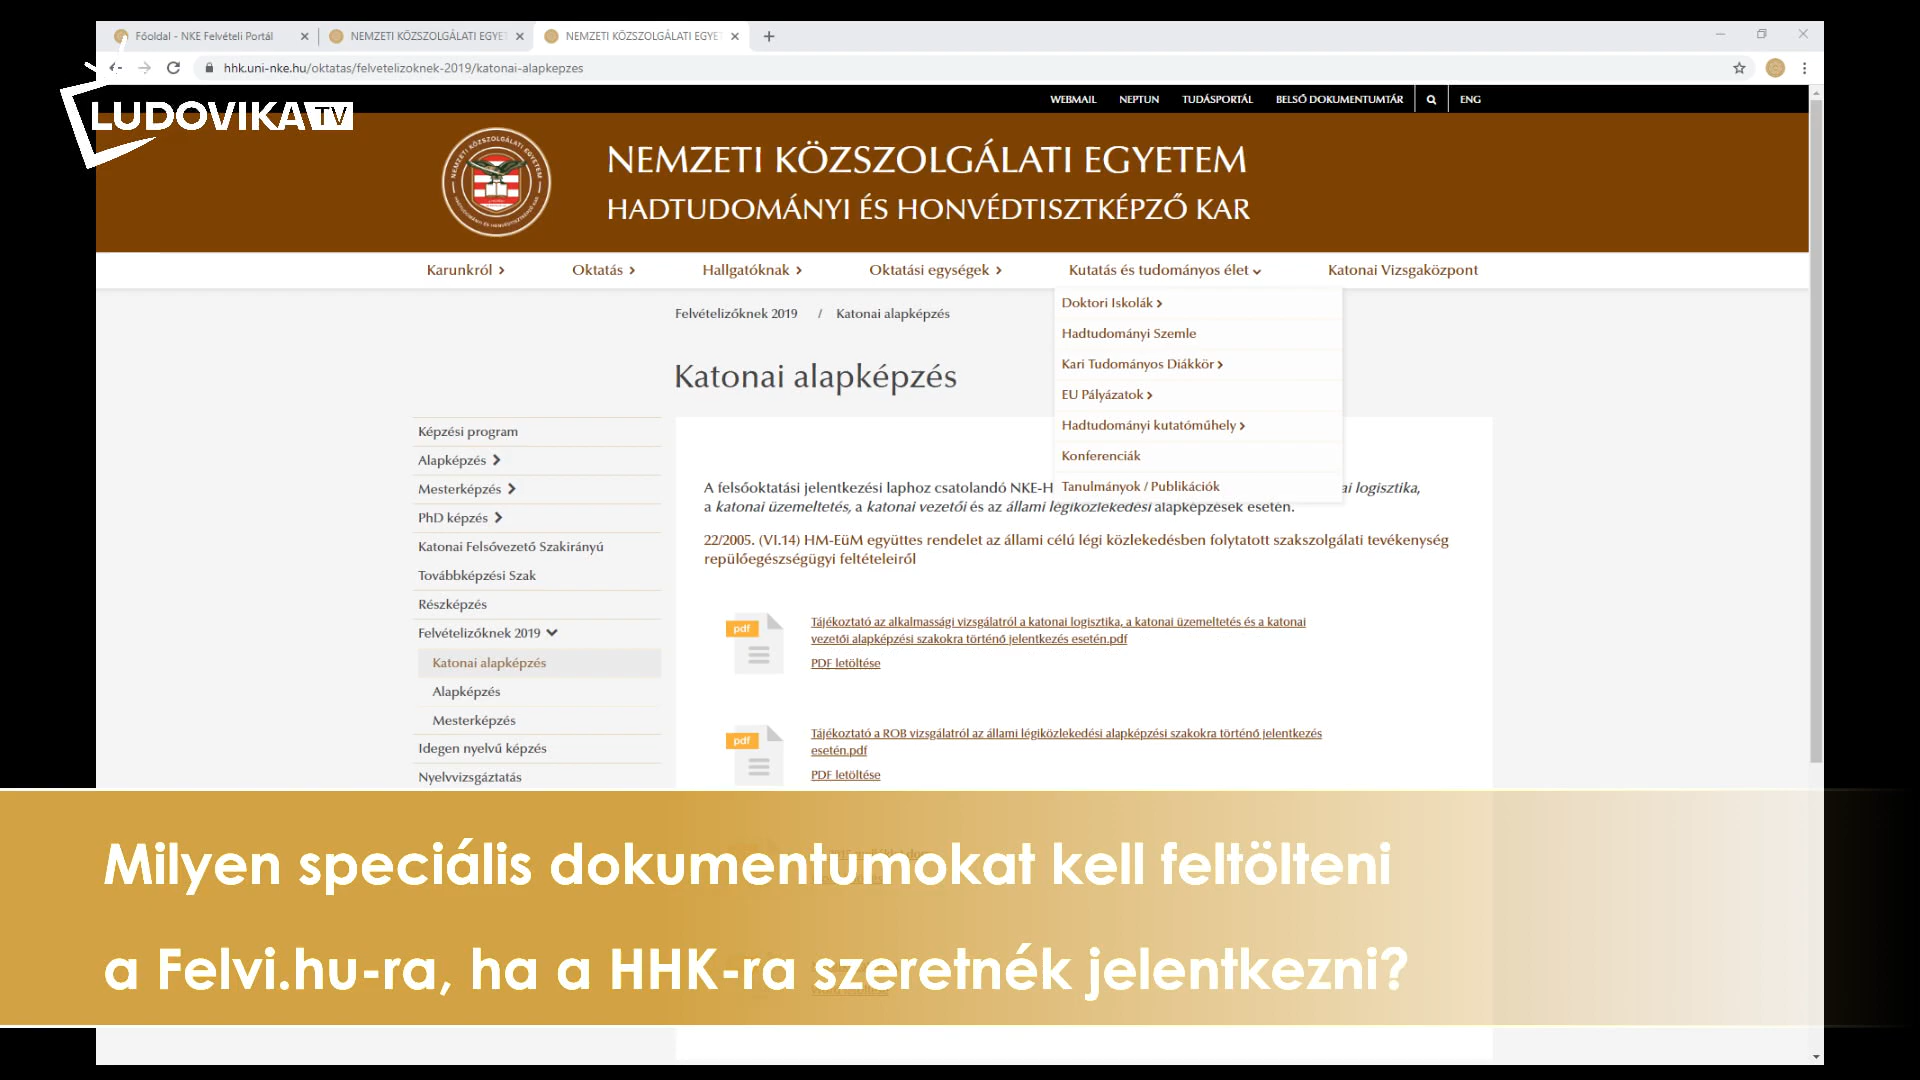 Főoldal - NKE Felvételi Portál
NEMZETI KÖZSZOLGÁLATI EGYET
NEMZETI KÖZSZOLGÁLATI EGYE
hhk.uni-nke.hu/oktatas/felvetelizoknek-2019/katonai-alapkepzes
LUDOVIKA TV
WEBMAIL NEPTUN TUDÁSPORTÁL BELSŐ DOKUMENTUMTÁR ENG
NEMZETI KÖZSZOLGÁLATI EGYETEM
HADTUDOMÁNYI ÉS HONVÉDTISZTKÉPZŐ KAR
Karunkról Oktatás Hallgatóknak Oktatási egységek Kutatás és tudományos élet Katonai Vizsgaközpont
Doktori Iskolák
Hadtudományi Szemle
Kari Tudományos Diákkör
EU Pályázatok
Hadtudományi kutatóműhely
Konferenciák
Tanulmányok / Publikációk
Felvételizőknek 2019 / Katonai alapképzés
Katonai alapképzés
Képzési program
Alapképzés
Mesterképzés
PhD képzés
Katonai Felsővezető Szakirányú
Továbbképzési Szak
Részképzés
Felvételizőknek 2019
Katonai alapképzés
Alapképzés
Mesterképzés
Idegen nyelvű képzés
Nyelvvizsgáztatás
A felsőoktatási jelentkezési laphoz csatolandó NKE-H ai logisztika,
a katonai üzemeltetés, a katonai vezetői és az állami légiközlekedési alapképzések esetén.
22/2005. (VI.14) HM-EüM együttes rendelet az állami célú légi közlekedésben folytatott szakszolgálati tevékenység
repülőegészségügyi feltételeiről
pdf
Tájékoztató az alkalmassági vizsgálatról a katonai logisztika, a katonai üzemeltetés és a katonai
vezetői alapképzési szakokra történő jelentkezés esetén.pdf
PDF letöltése
pdf
Tájékoztató a ROB vizsgálatról az állami légiközlekedési alapképzési szakokra történő jelentkezés
esetén.pdf
PDF letöltése
Milyen speciális dokumentumokat kell feltölteni
a Felvi.hu-ra, ha a HHK-ra szeretnék jelentkezni?